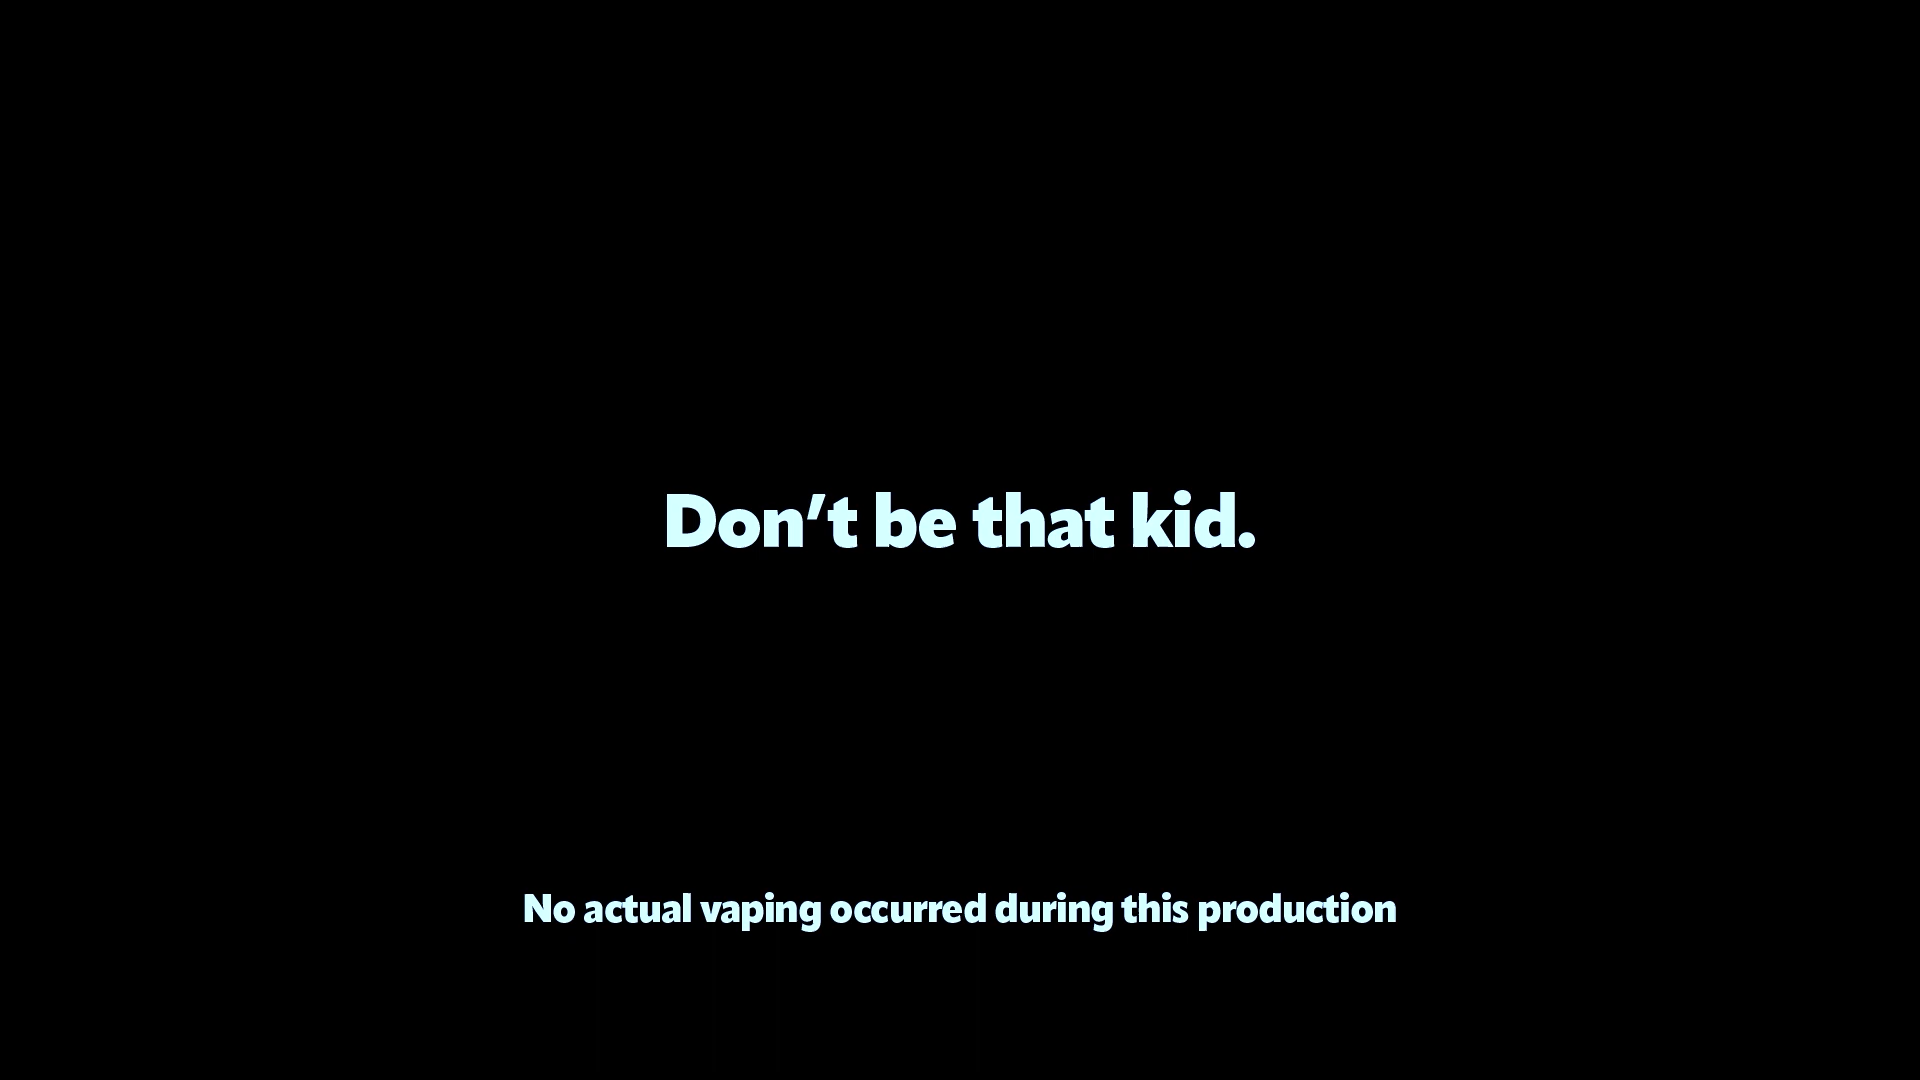 Don’t be that kid.
No actual vaping occurred during this production